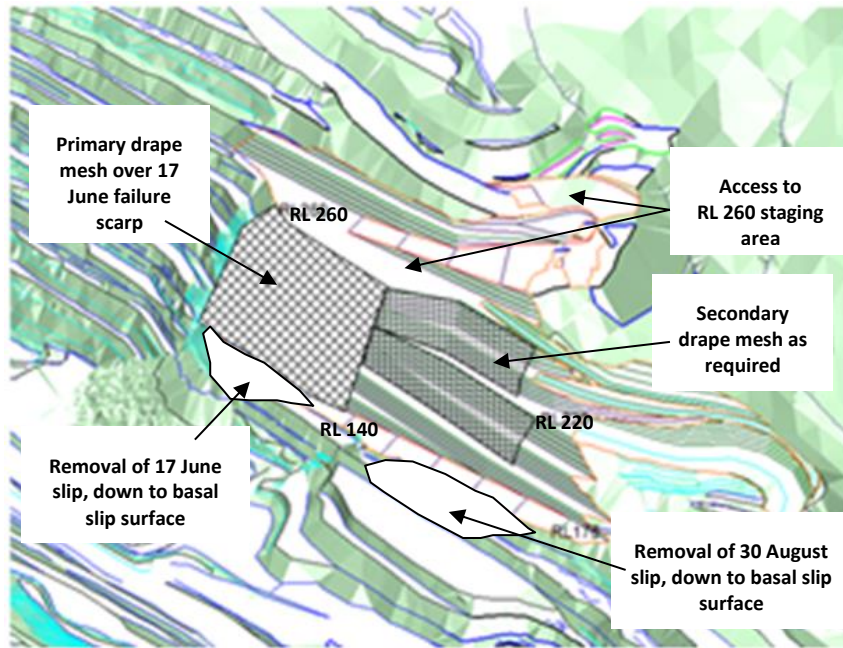 Primary drape
mesh over 17
June failure
scarp
RL 260
Access to
RL 260 staging
area
Secondary
drape mesh as
required
RL 140
RL 220
Removal of 17 June
slip, down to basal
slip surface
RL 178
Removal of 30 August
slip, down to basal slip
surface